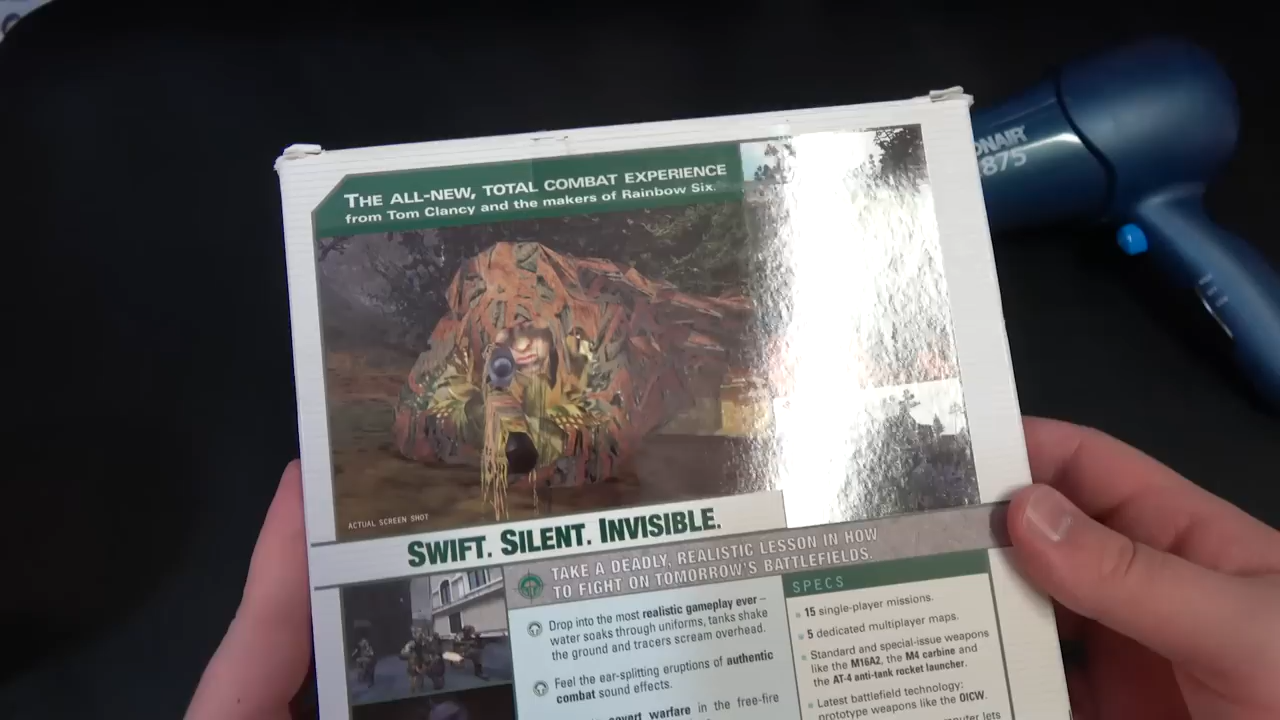 THE ALL-NEW, TOTAL COMBAT EXPERIENCE
from Tom Clancy and the makers of Rainbow Six.
ONAIR
875
ACTUAL SCREEN SHOT
SWIFT. SILENT. INVISIBLE.
TAKE A DEADLY, REALISTIC LESSON IN HOW
TO FIGHT ON TOMORROW'S BATTLEFIELDS.
Drop into the most realistic gameplay ever –
water soaks through uniforms, tanks shake
the ground and tracers scream overhead.
Feel the ear-splitting eruptions of authentic
combat sound effects.
covert warfare in the free-fire
SPECS
15 single-player missions.
5 dedicated multiplayer maps.
Standard and special-issue weapons
like the M16A2, the M4 carbine and
the AT-4 anti-tank rocket launcher.
Latest battlefield technology:
prototype weapons like the OICW.
lets